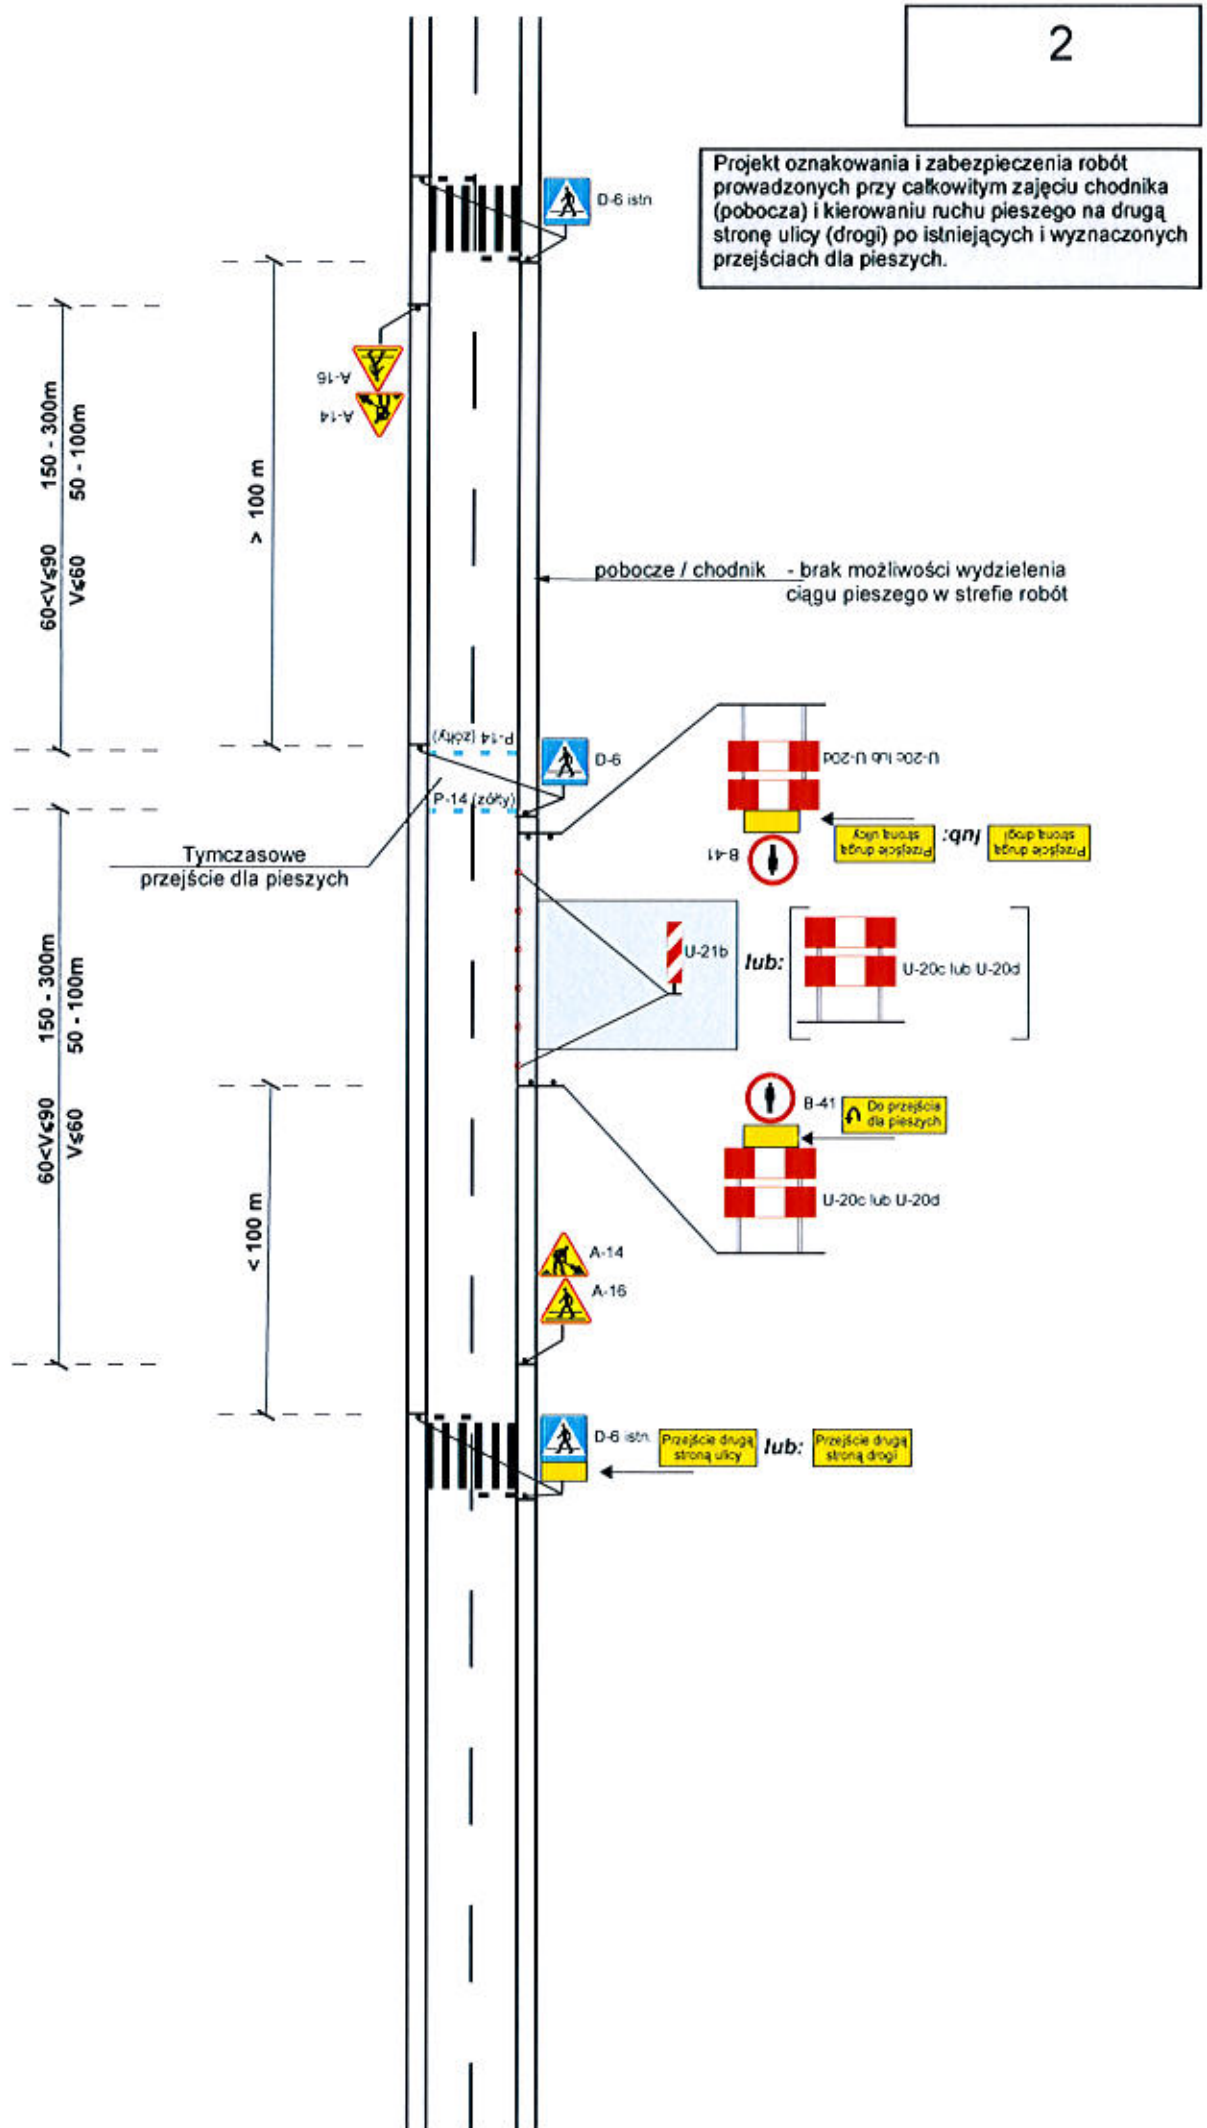 2
Projekt oznakowania i zabezpieczenia robót
prowadzonych przy całkowitym zajęciu chodnika
(pobocza) i kierowaniu ruchu pieszego na drugą
stronę ulicy (drogi) po istniejących i wyznaczonych
przejściach dla pieszych.
D-6 istn
A-16
A-14
60<V≤90 150 - 300m
V≤60 50 - 100m
> 100 m
pobocze / chodnik - brak możliwości wydzielenia
ciągu pieszego w strefie robót
P-14 (żółty)
D-6
P-14 (żółty)
Tymczasowe
przejście dla pieszych
U-20c lub U-20d
Przejście drugą
stroną ulicy
lub:
Przejście drugą
stroną drogi
B-41
U-21b
lub:
U-20c lub U-20d
60<V≤90 150 - 300m
V≤60 50 - 100m
< 100 m
B-41
Do przejścia
dla pieszych
U-20c lub U-20d
A-14
A-16
D-6 istn.
Przejście drugą
stroną ulicy
lub:
Przejście drugą
stroną drogi